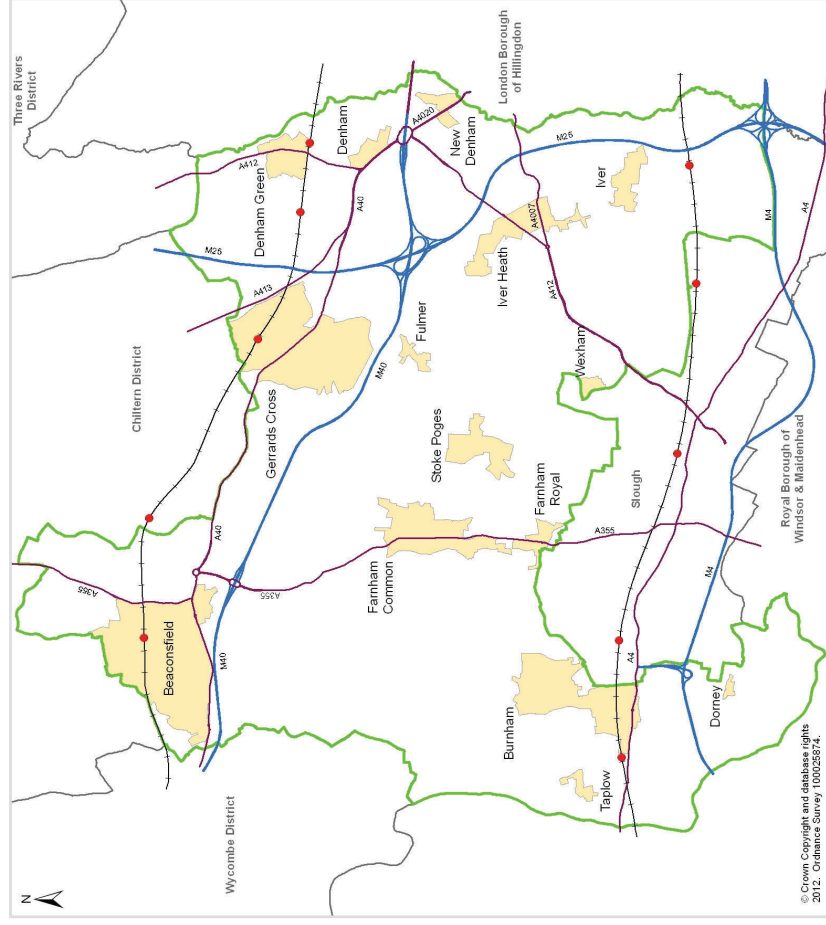 N
Three Rivers
District
Chiltern District
A355
A412
Beaconsfield
M25
Denham Green
A413
A40
M40
Wycombe District
Gerrards Cross
Denham
A355
A40
M40
Farnham
Common
Fulmer
A4020
Stoke Poges
New
Denham
London Borough
of Hillingdon
Burnham
Iver Heath
A4007
Farnham
Royal
A412
M25
Wexham
Iver
Taplow
A355
A4
Slough
Dorney
M4
M4
A4
Royal Borough of
Windsor & Maidenhead
© Crown Copyright and database rights
2012. Ordnance Survey 100025874.